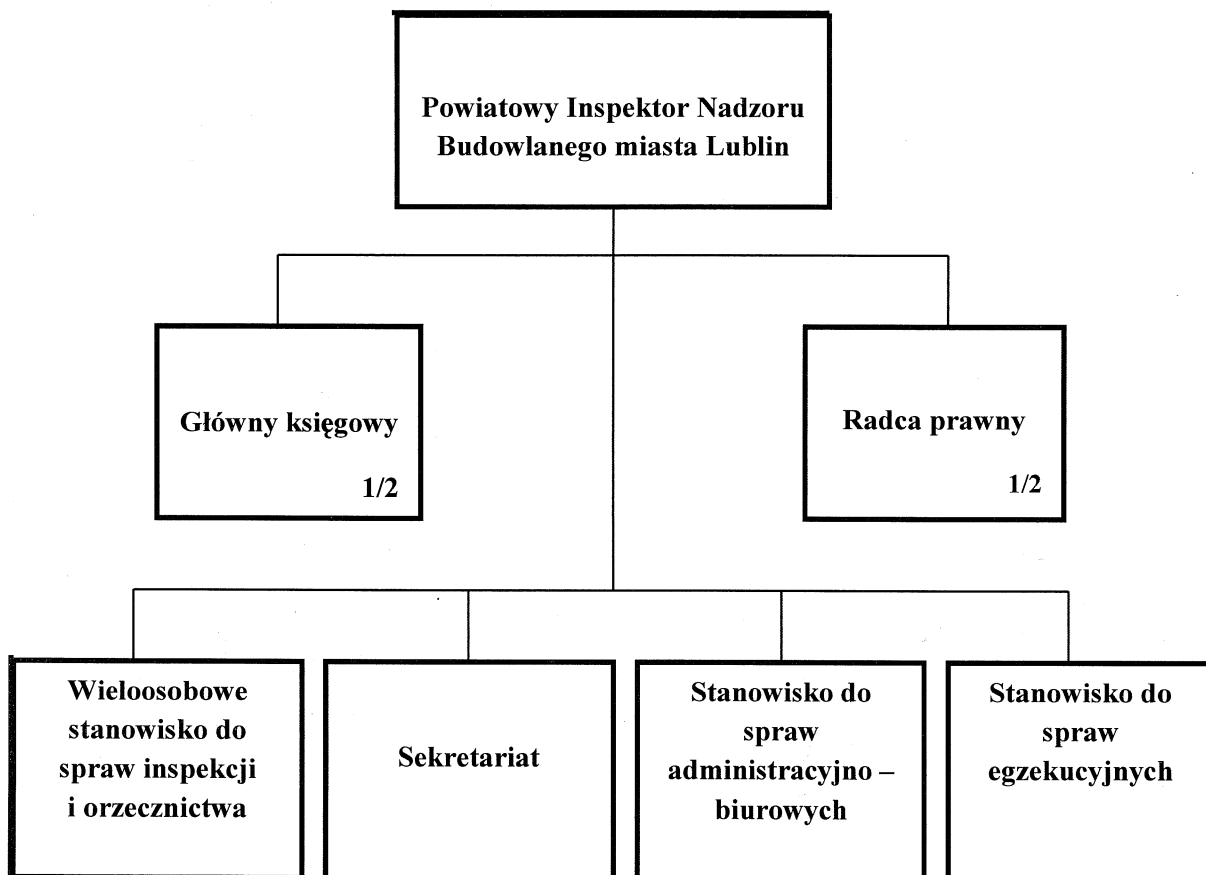 Powiatowy Inspektor Nadzoru
Budowlanego miasta Lublin
Główny księgowy
1/2
Radca prawny
1/2
Wieloosobowe
stanowisko do
spraw inspekcji
i orzecznictwa
Sekretariat
Stanowisko do
spraw
administracyjno –
biurowych
Stanowisko do
spraw
egzekucyjnych